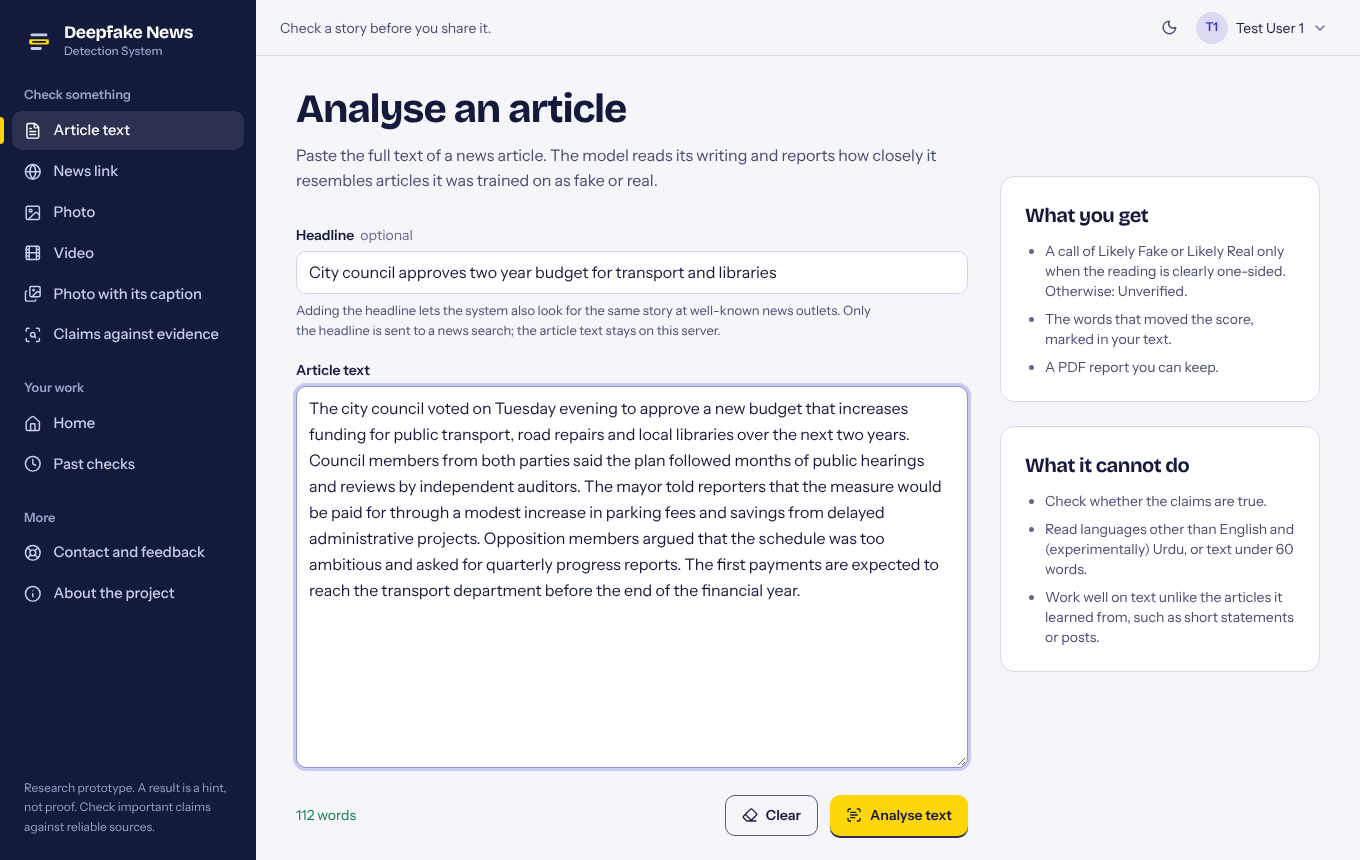 Deepfake News
Detection System
Check something
Article text
News link
Photo
Video
Photo with its caption
Claims against evidence
Your work
Home
Past checks
More
Contact and feedback
About the project
Research prototype. A result is a hint,
not proof. Check important claims
against reliable sources.
Check a story before you share it.
T1
Test User 1
Analyse an article
Paste the full text of a news article. The model reads its writing and reports how closely it
resembles articles it was trained on as fake or real.
Headline optional
City council approves two year budget for transport and libraries
Adding the headline lets the system also look for the same story at well-known news outlets. Only
the headline is sent to a news search; the article text stays on this server.
Article text
The city council voted on Tuesday evening to approve a new budget that increases
funding for public transport, road repairs and local libraries over the next two years.
Council members from both parties said the plan followed months of public hearings
and reviews by independent auditors. The mayor told reporters that the measure would
be paid for through a modest increase in parking fees and savings from delayed
administrative projects. Opposition members argued that the schedule was too
ambitious and asked for quarterly progress reports. The first payments are expected to
reach the transport department before the end of the financial year.
112 words
Clear
Analyse text
What you get
• A call of Likely Fake or Likely Real only
when the reading is clearly one-sided.
Otherwise: Unverified.
• The words that moved the score,
marked in your text.
• A PDF report you can keep.
What it cannot do
• Check whether the claims are true.
• Read languages other than English and
(experimentally) Urdu, or text under 60
words.
• Work well on text unlike the articles it
learned from, such as short statements
or posts.